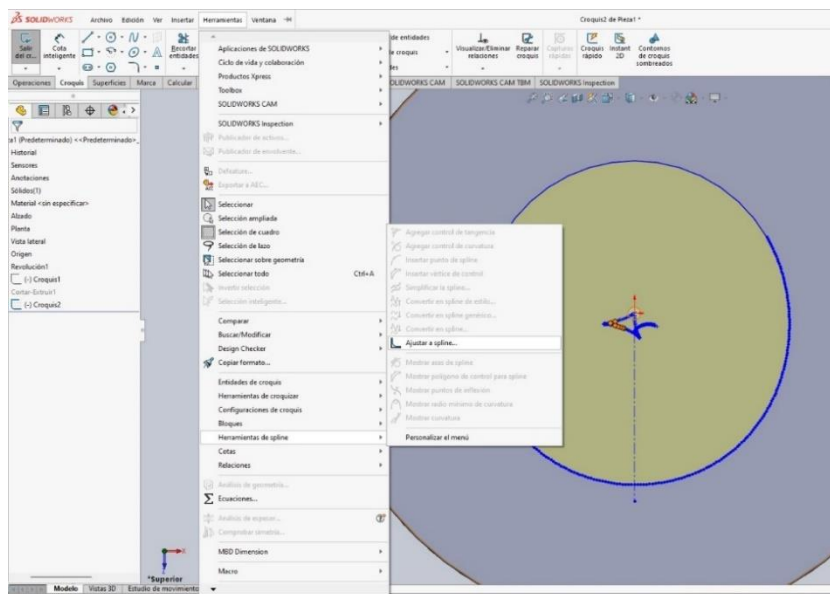 SOLIDWORKS Archivo Edición Ver Insertar Herramientas Ventana
Croquis2 de Pieza1 *
Salir del cr...
Cota inteligente
Recortar entidades
de entidades
e croquis
Visualizar/Eliminar relaciones
Reparar croquis
Capturas rápidas
Croquis rápido
Instant 2D
Contornos de croquis sombreados
Operaciones Croquis Superficies Marca Calcular
OLIDWORKS CAM SOLIDWORKS CAM TBM SOLIDWORKS Inspection
a1 (Predeterminado) <<Predeterminado>_
Historial
Sensores
Anotaciones
Sólidos(1)
Material <sin especificar>
Alzado
Planta
Vista lateral
Origen
Revolución1
(-) Croquis1
Cortar-Extruir1
(-) Croquis2
Aplicaciones de SOLIDWORKS
Ciclo de vida y colaboración
Productos Xpress
Toolbox
SOLIDWORKS CAM
SOLIDWORKS Inspection
Publicador de activos...
Publicador de envolvente...
Defeature...
Exportar a AEC...
Seleccionar
Selección ampliada
Selección de cuadro
Selección de lazo
Seleccionar sobre geometría
Seleccionar todo Ctrl+A
Invertir selección
Selección inteligente...
Comparar
Buscar/Modificar
Design Checker
Copiar formato...
Entidades de croquis
Herramientas de croquizar
Configuraciones de croquis
Bloques
Herramientas de spline
Cotas
Relaciones
Análisis de geometría...
Ecuaciones...
Análisis de espesor...
Comprobar simetría...
MBD Dimension
Macro
Agregar control de tangencia
Agregar control de curvatura
Insertar punto de spline
Insertar vértice de control
Simplificar la spline...
Convertir en spline de estilo...
Convertir en spline genérico...
Convertir en spline...
Ajustar a spline...
Mostrar asas de spline
Mostrar polígono de control para spline
Mostrar puntos de inflexión
Mostrar radio mínimo de curvatura
Mostrar curvatura
Personalizar el menú
*Superior
Modelo Vistas 3D Estudio de movimiento